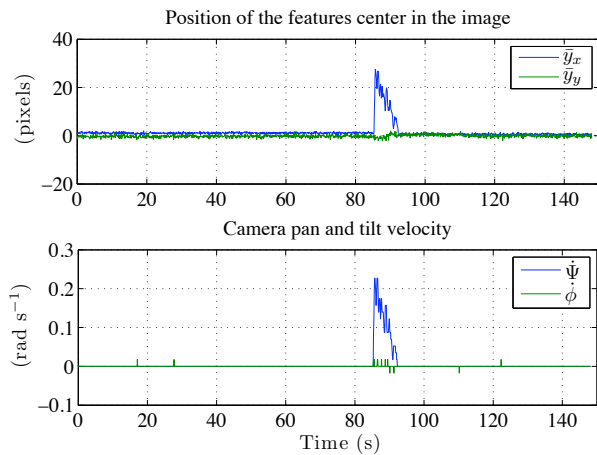 Position of the features center in the image
40
20
0
−20
(pixels)
ȳx
ȳy
0 20 40 60 80 100 120 140
Camera pan and tilt velocity
0.3
0.2
0.1
0
−0.1
(rad s⁻¹)
Ψ̇
ϕ̇
0 20 40 60 80 100 120 140
Time (s)